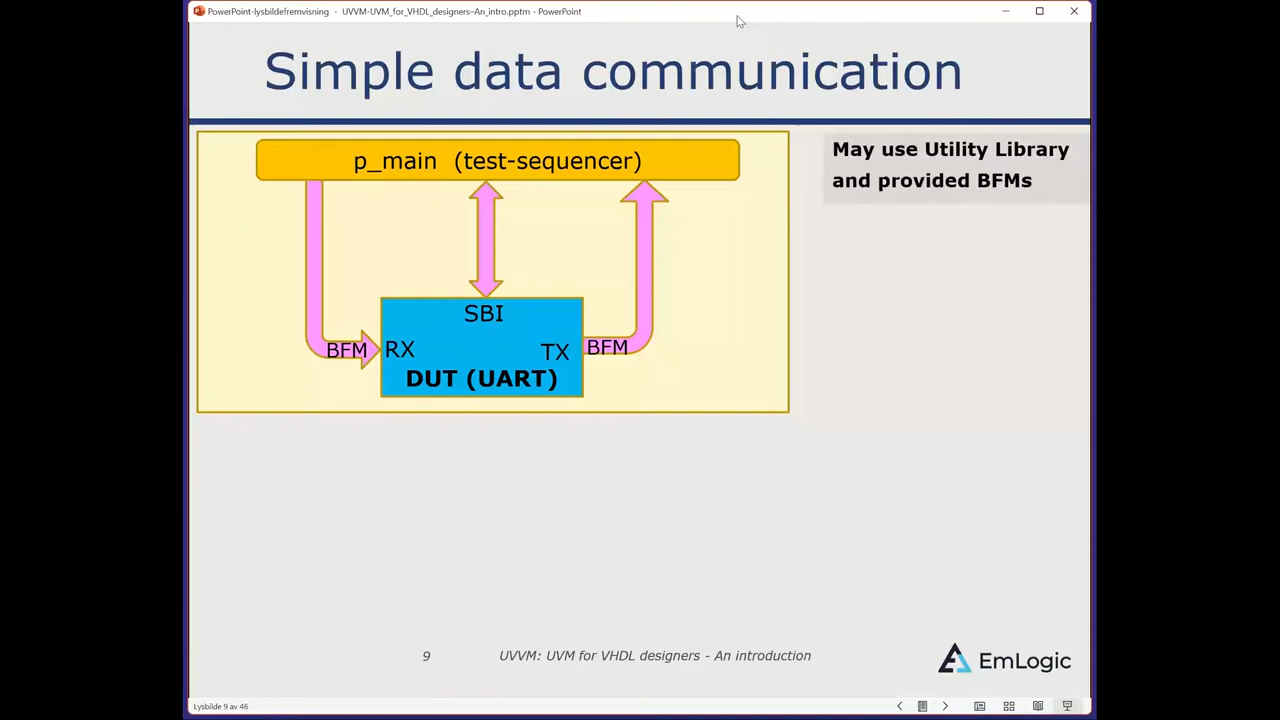 PowerPoint-lysbildefremvisning - UVVM-UVM_for_VHDL_designers–An_intro.pptm - PowerPoint
Simple data communication
p_main (test-sequencer)
May use Utility Library
and provided BFMs
SBI
BFM RX TX BFM
DUT (UART)
9 UVVM: UVM for VHDL designers - An introduction
EmLogic
Lysbilde 9 av 46